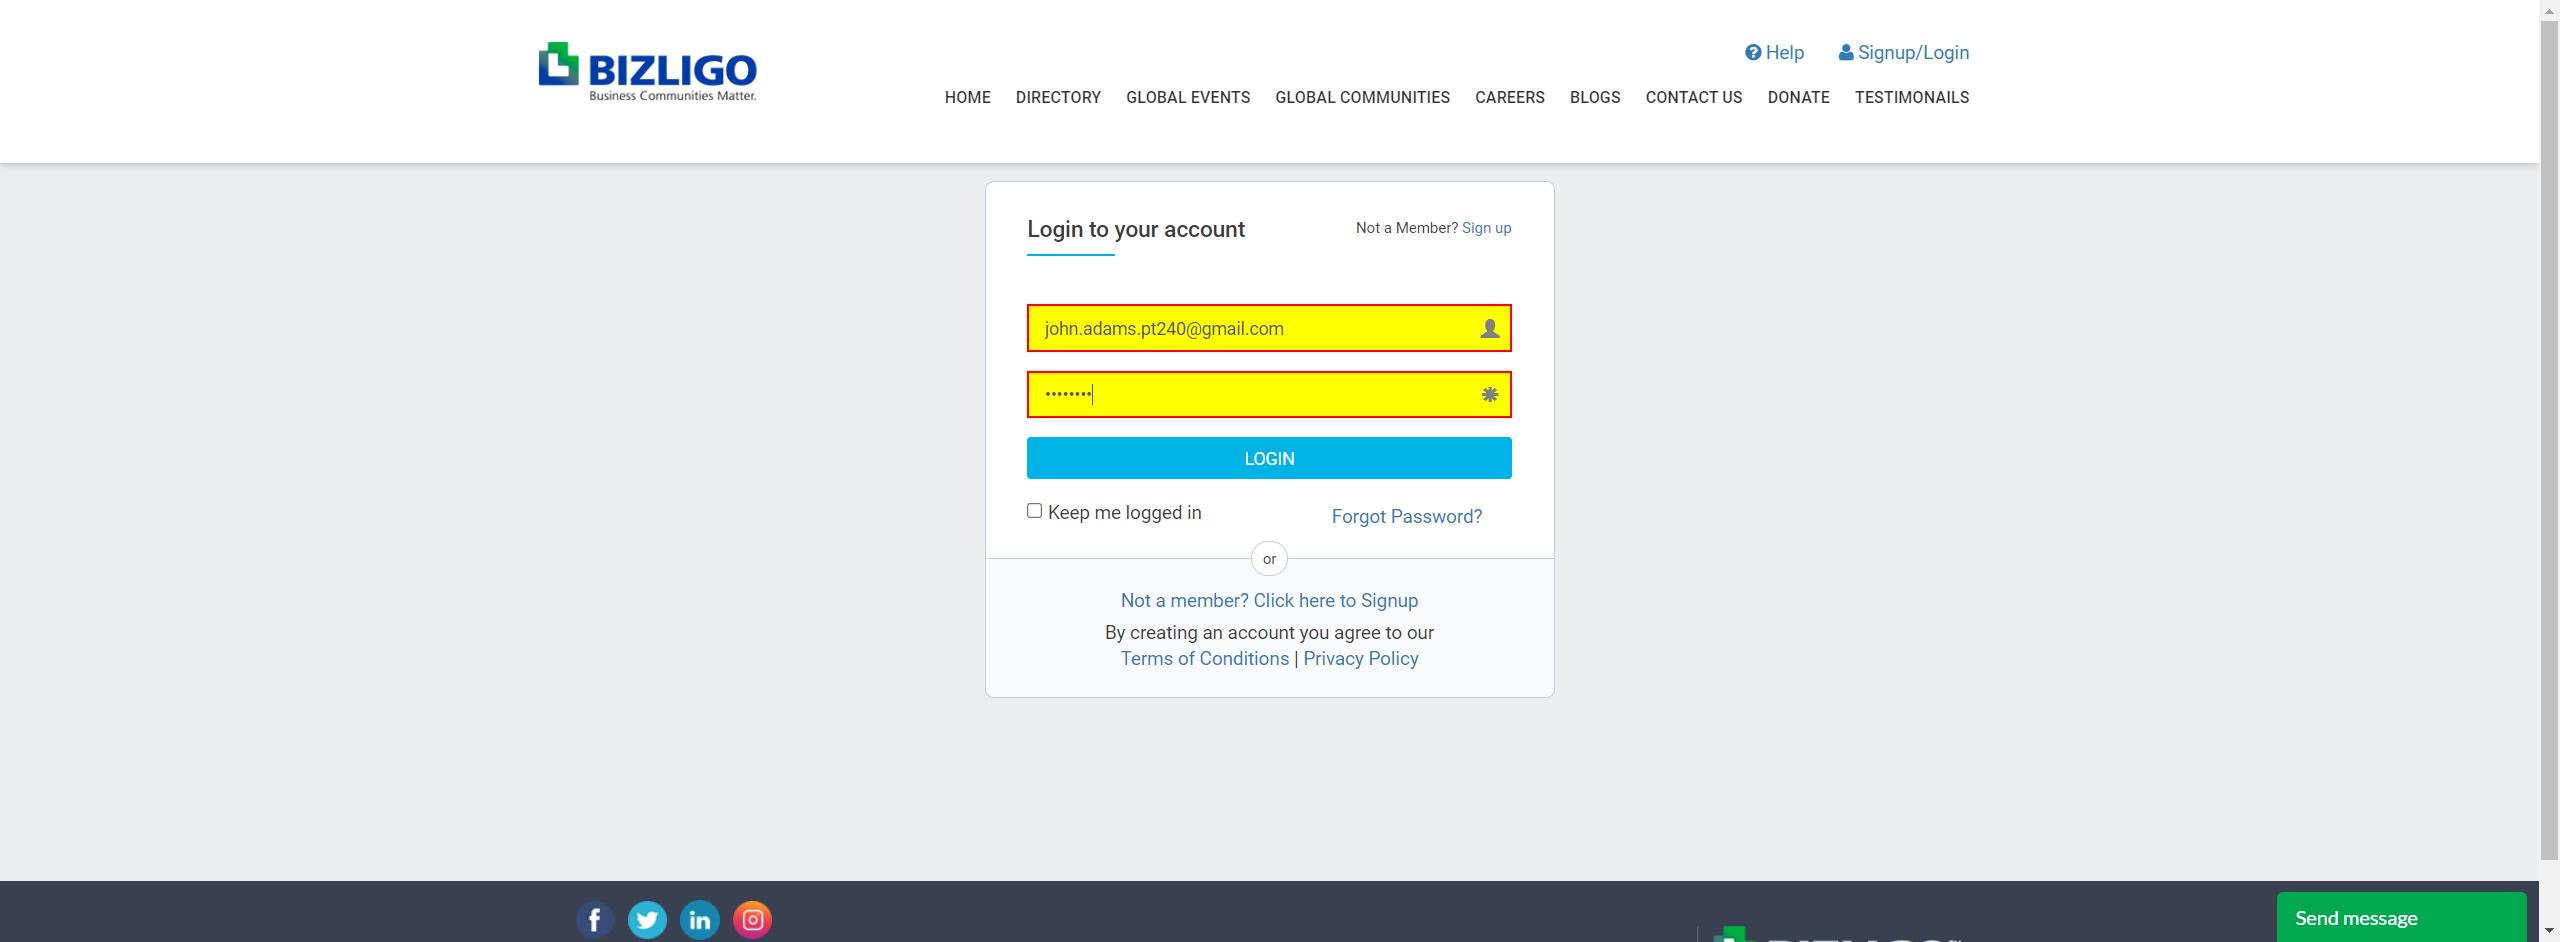 BIZLIGO
Business Communities Matter.
Help
Signup/Login
HOME DIRECTORY GLOBAL EVENTS GLOBAL COMMUNITIES CAREERS BLOGS CONTACT US DONATE TESTIMONAILS
Login to your account
Not a Member? Sign up
john.adams.pt240@gmail.com
••••••••
LOGIN
Keep me logged in
Forgot Password?
or
Not a member? Click here to Signup
By creating an account you agree to our
Terms of Conditions | Privacy Policy
Send message